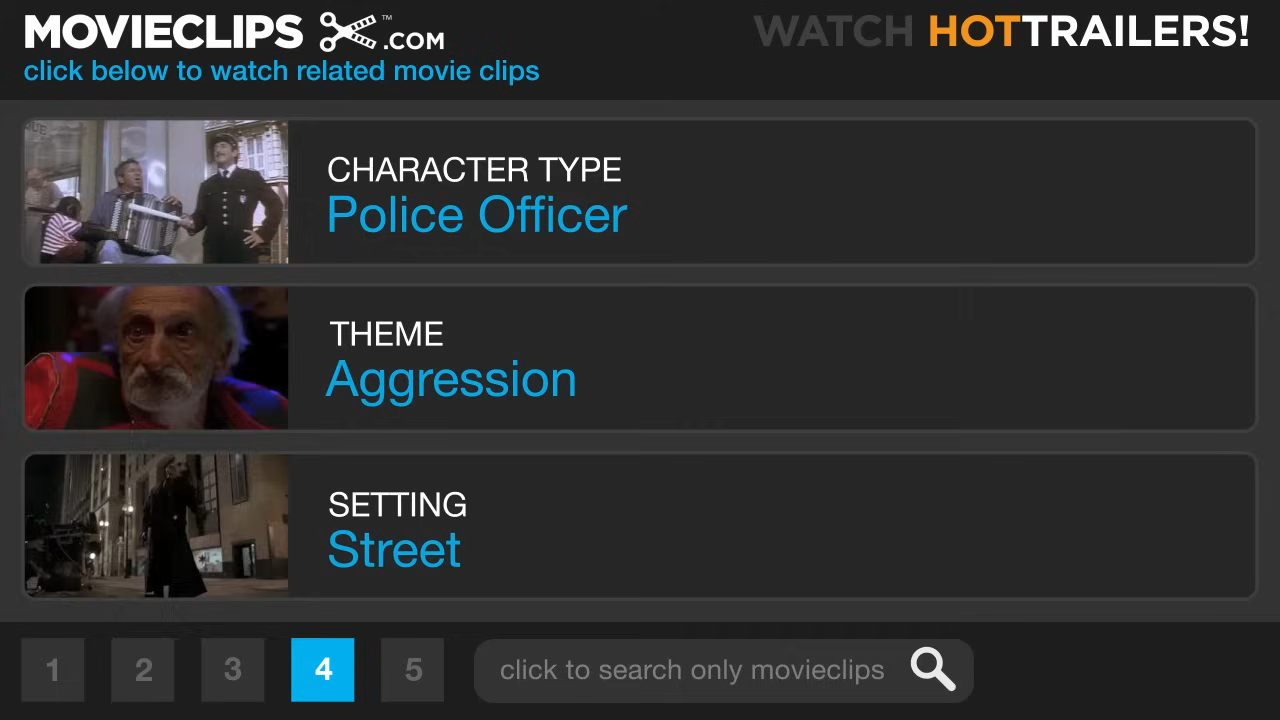 MOVIECLIPS ™ .COM
WATCH HOTTRAILERS!
click below to watch related movie clips
CHARACTER TYPE
Police Officer
THEME
Aggression
SETTING
Street
1 2 3 4 5
click to search only movieclips